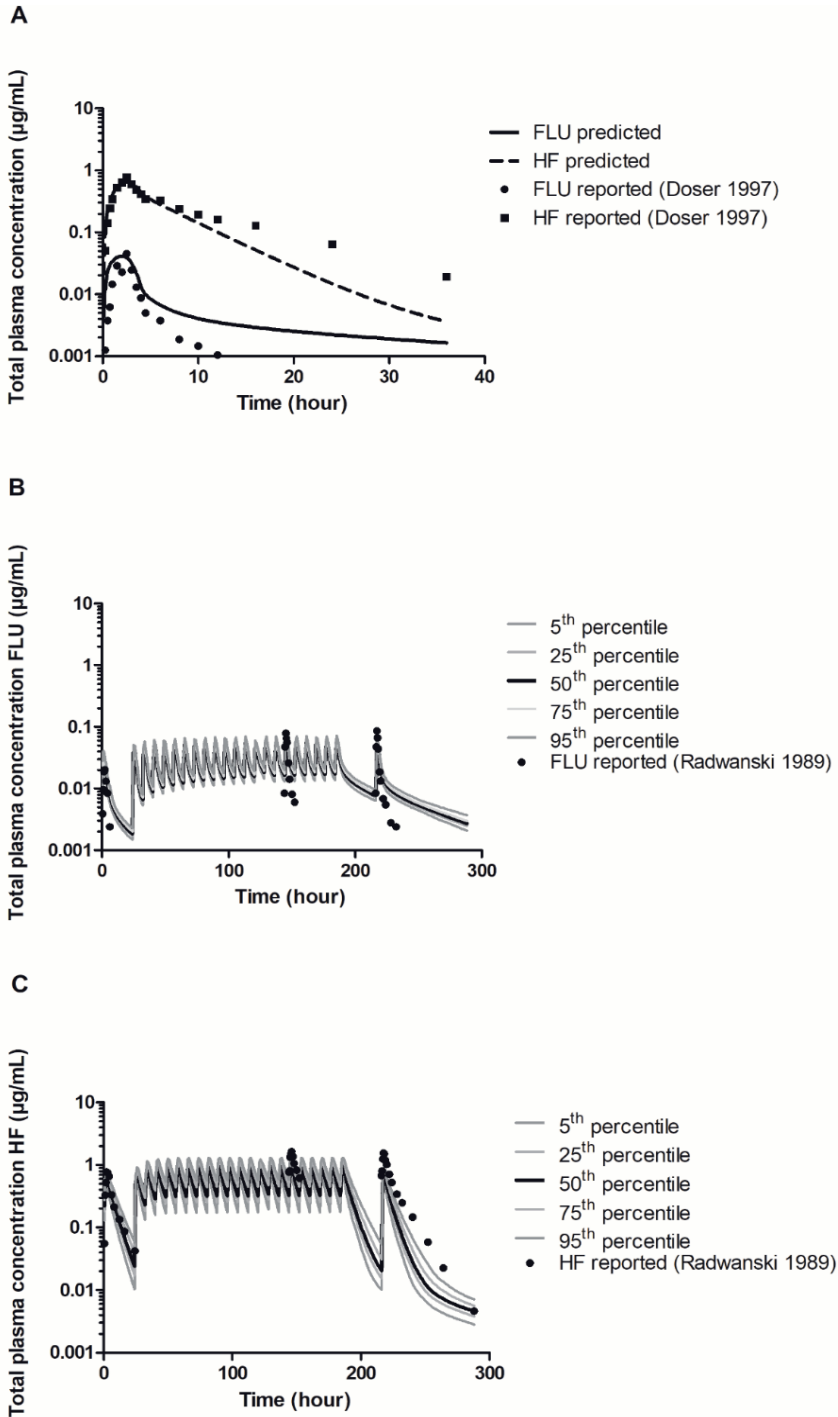 A
Total plasma concentration (µg/mL)
10
1
0.1
0.01
0.001
0
10
20
30
40
Time (hour)
FLU predicted
HF predicted
FLU reported (Doser 1997)
HF reported (Doser 1997)
B
Total plasma concentration FLU (µg/mL)
10
1
0.1
0.01
0.001
0
100
200
300
Time (hour)
5th percentile
25th percentile
50th percentile
75th percentile
95th percentile
FLU reported (Radwanski 1989)
C
Total plasma concentration HF (µg/mL)
10
1
0.1
0.01
0.001
0
100
200
300
Time (hour)
5th percentile
25th percentile
50th percentile
75th percentile
95th percentile
HF reported (Radwanski 1989)